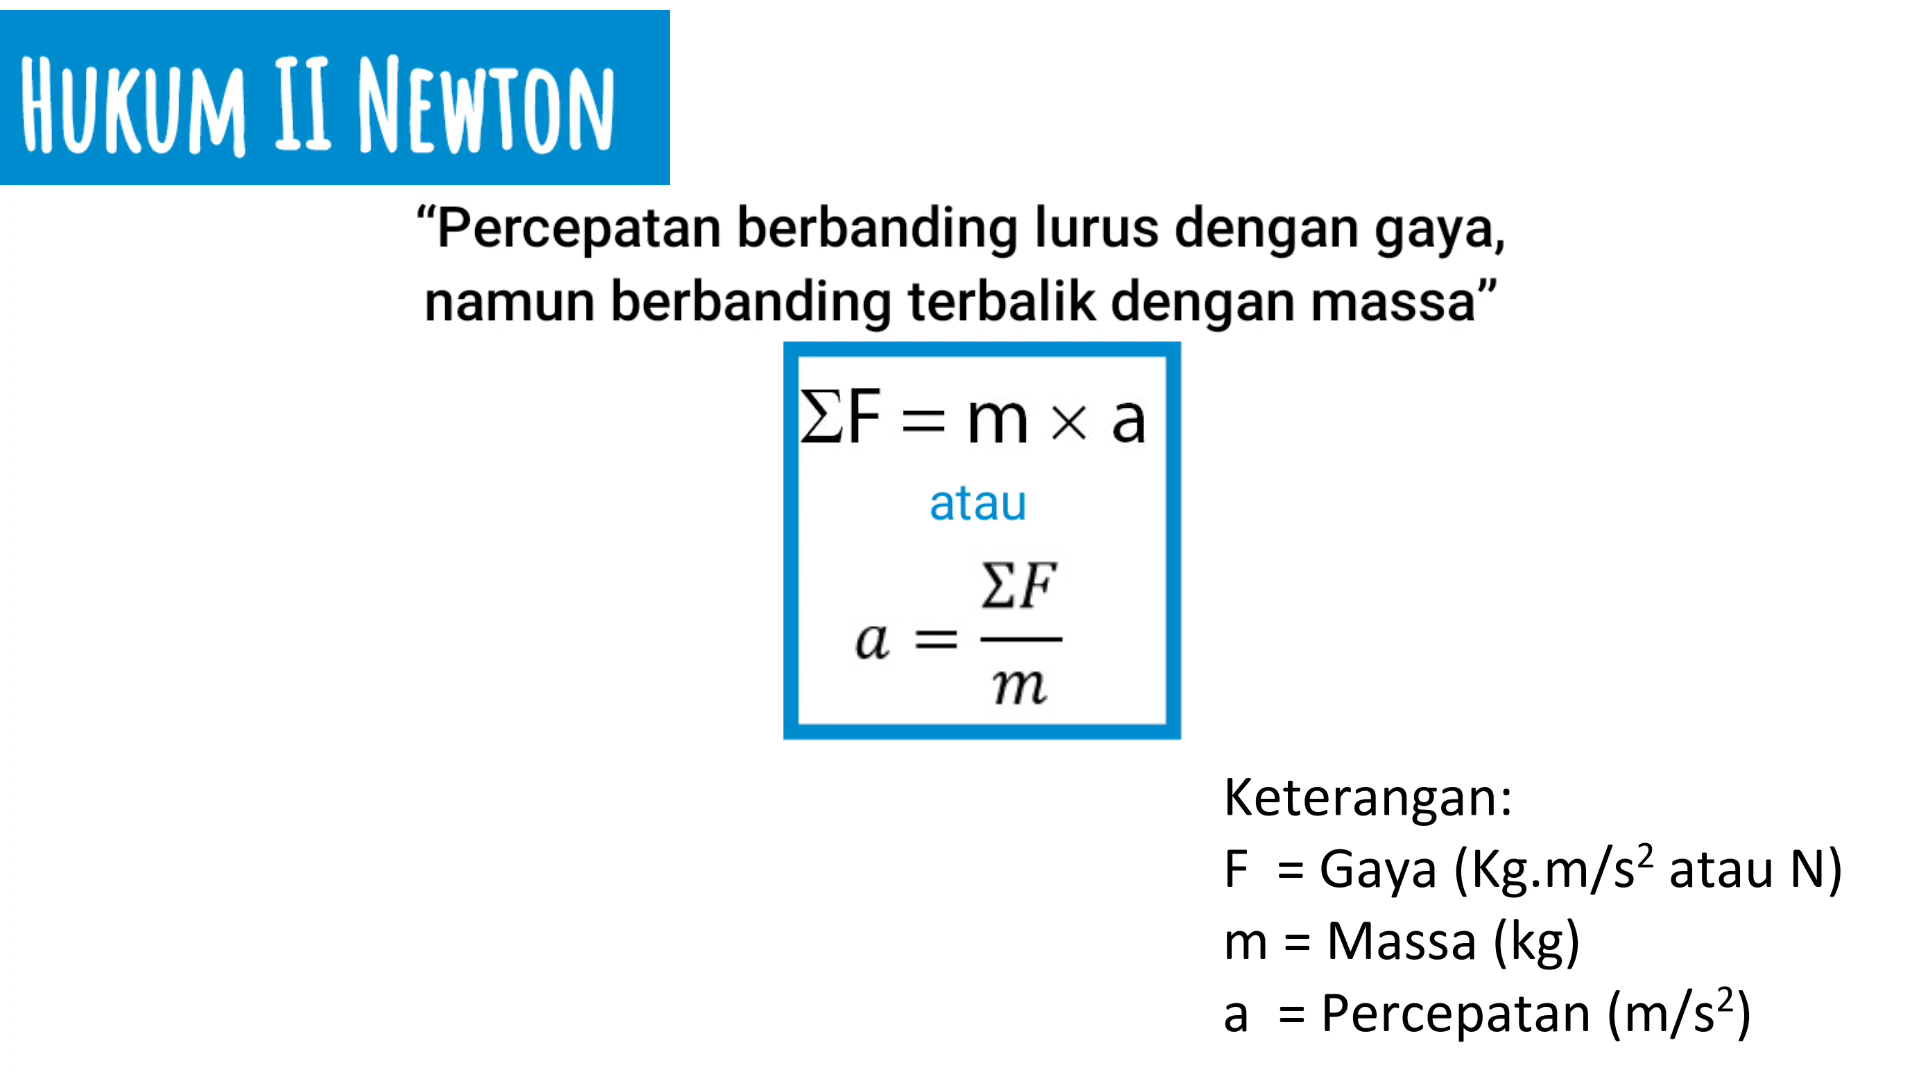 HUKUM II NEWTON
“Percepatan berbanding lurus dengan gaya,
namun berbanding terbalik dengan massa”
ΣF = m × a
atau
a = ΣF/m
Keterangan:
F = Gaya (Kg.m/s² atau N)
m = Massa (kg)
a = Percepatan (m/s²)